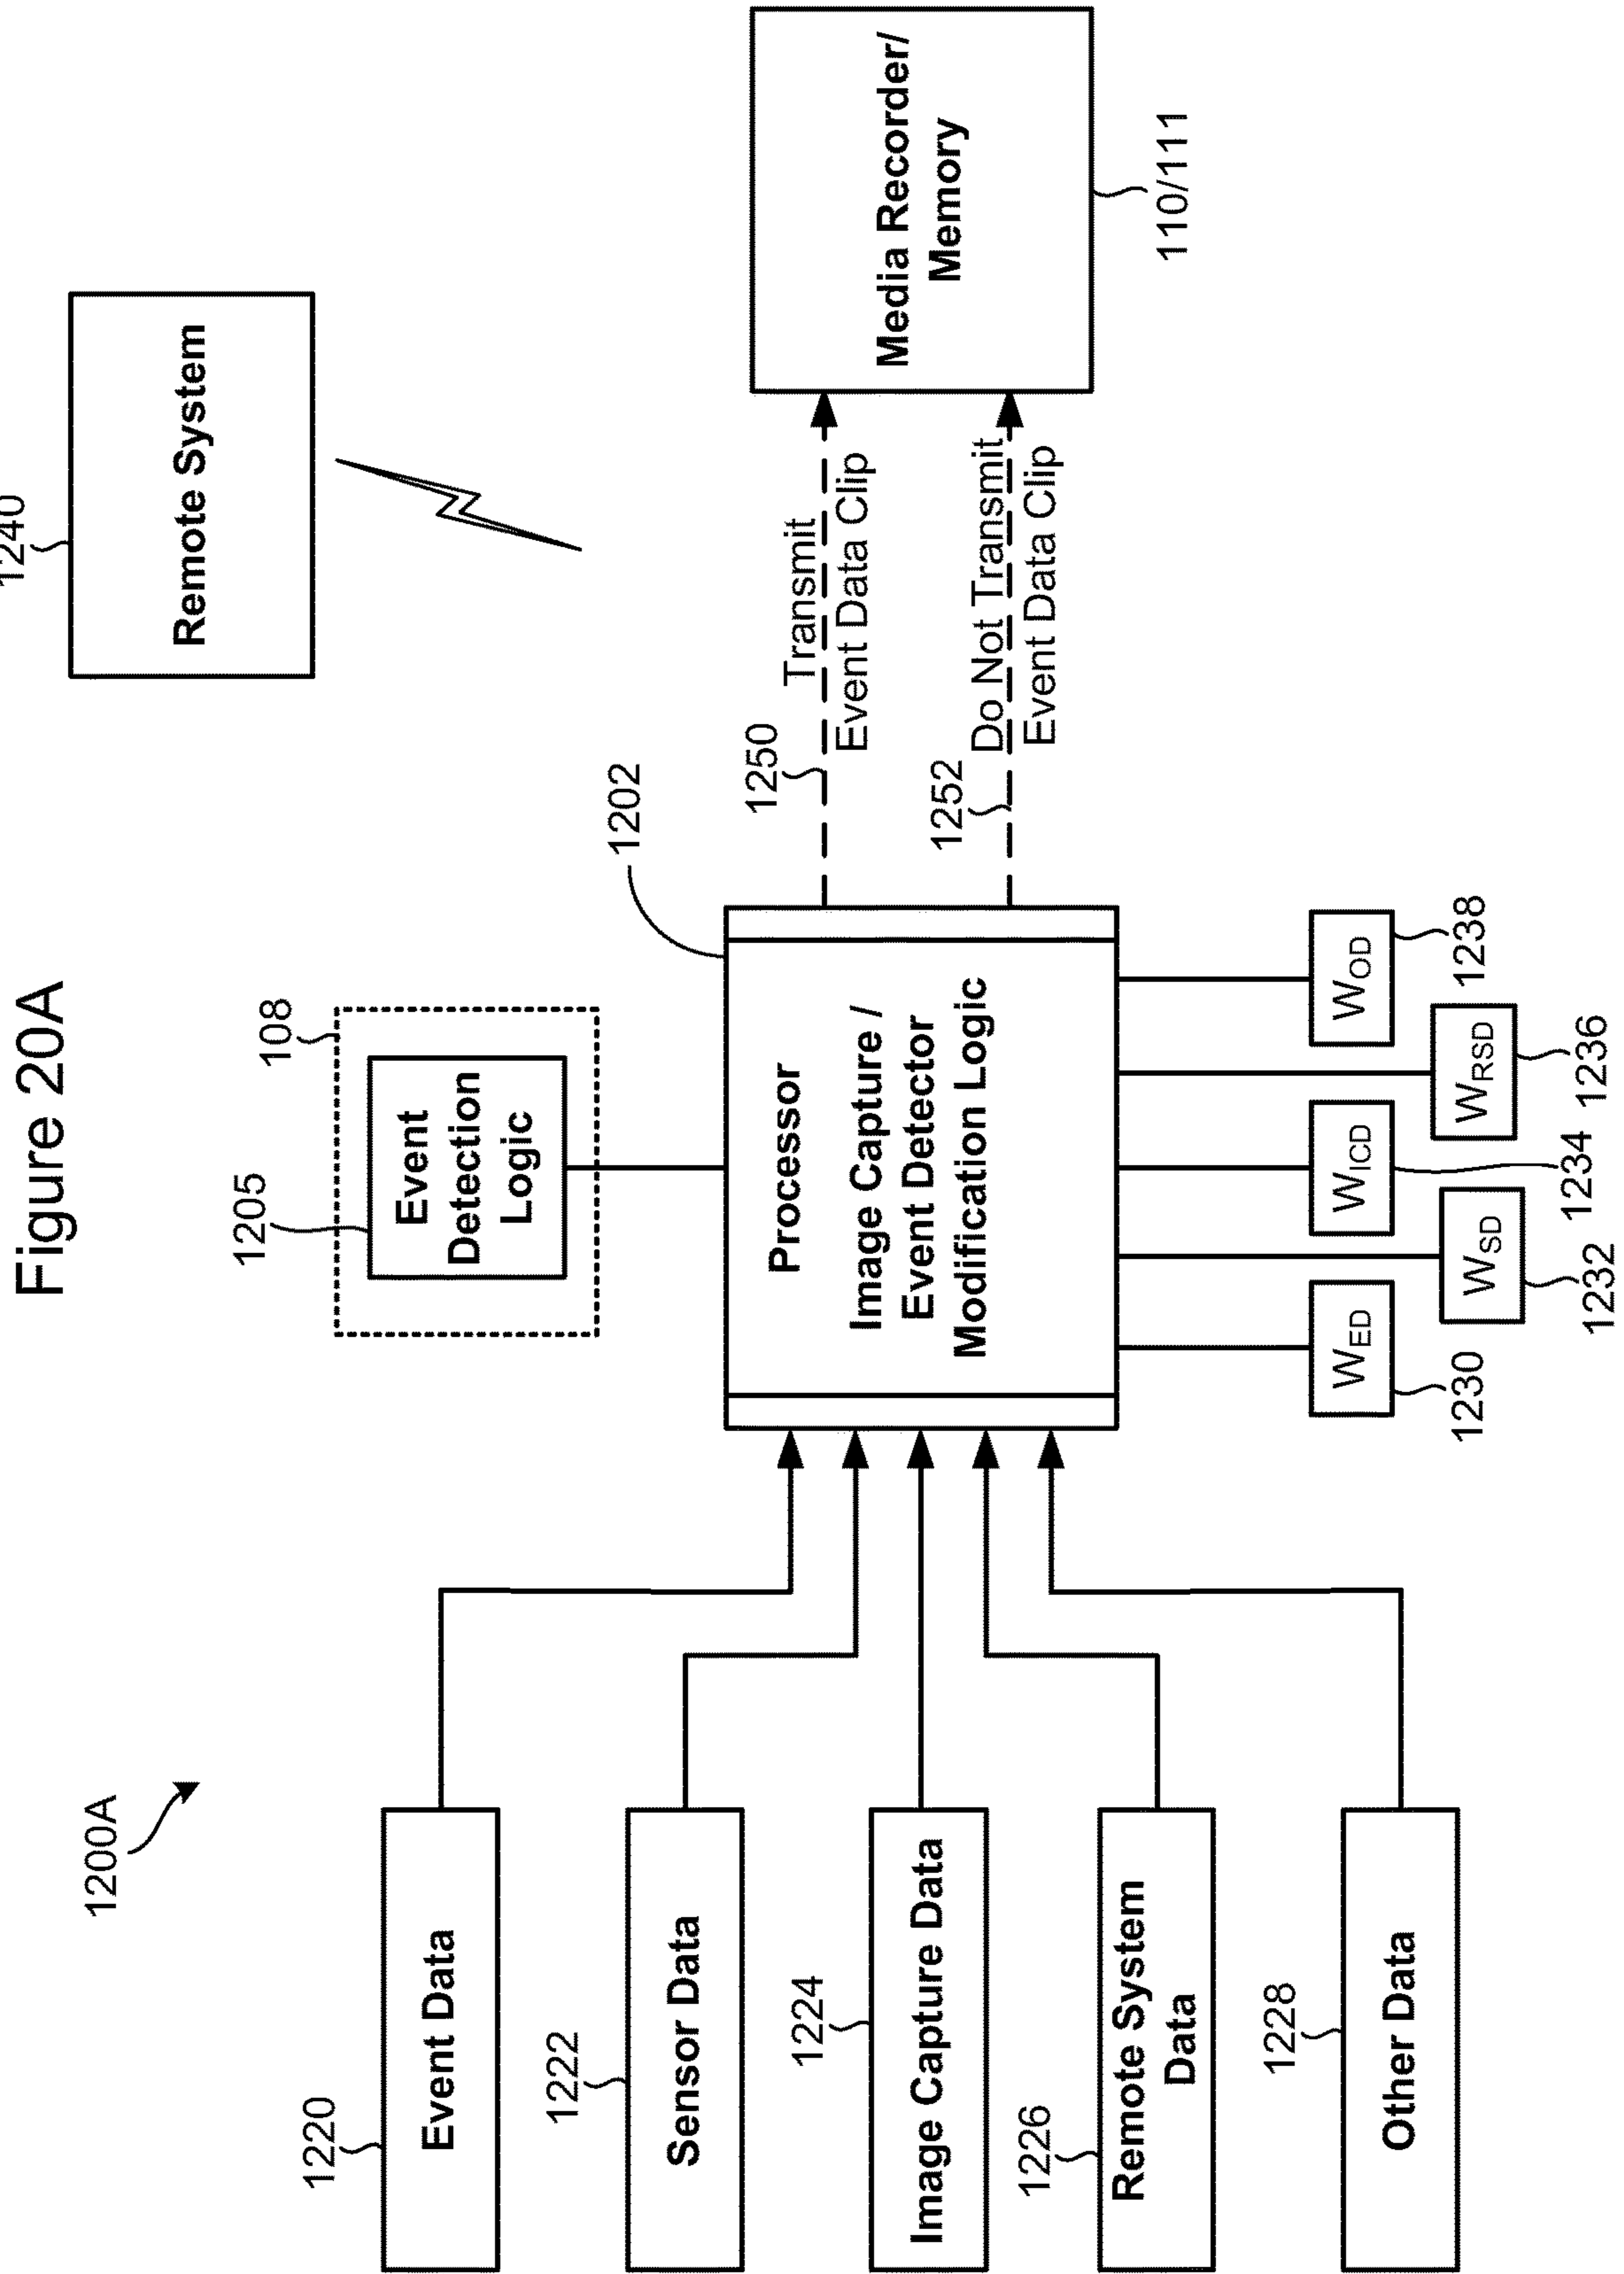 Figure 20A
1200A
1240
Remote System
108
1205
Event
Detection
Logic
1202
1220
Event Data
1222
Sensor Data
1224
Image Capture Data
1226
Remote System
Data
1228
Other Data
Processor
Image Capture /
Event Detector
Modification Logic
1250
Transmit
Event Data Clip
1252
Do Not Transmit
Event Data Clip
Media Recorder/
Memory
110/111
WED
1230
WSD
1232
WICD
1234
WRSD
1236
WOD
1238